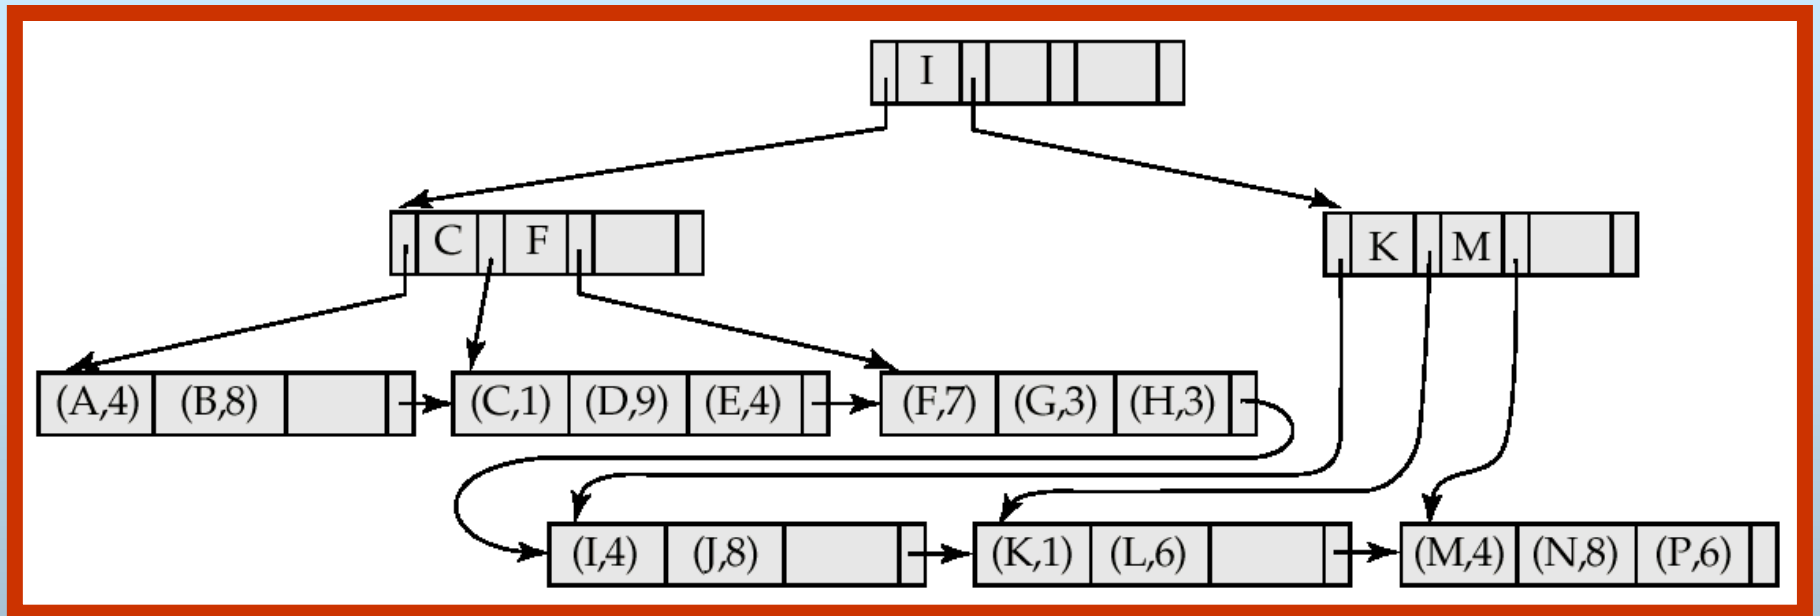 I
C F K M
(A,4) (B,8) (C,1) (D,9) (E,4) (F,7) (G,3) (H,3)
(I,4) (J,8) (K,1) (L,6) (M,4) (N,8) (P,6)